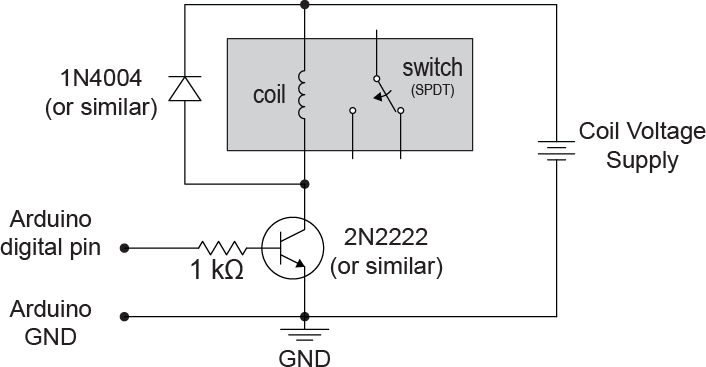 1N4004
(or similar)
coil
switch
(SPDT)
Coil Voltage
Supply
Arduino
digital pin
1 kΩ
2N2222
(or similar)
Arduino
GND
GND